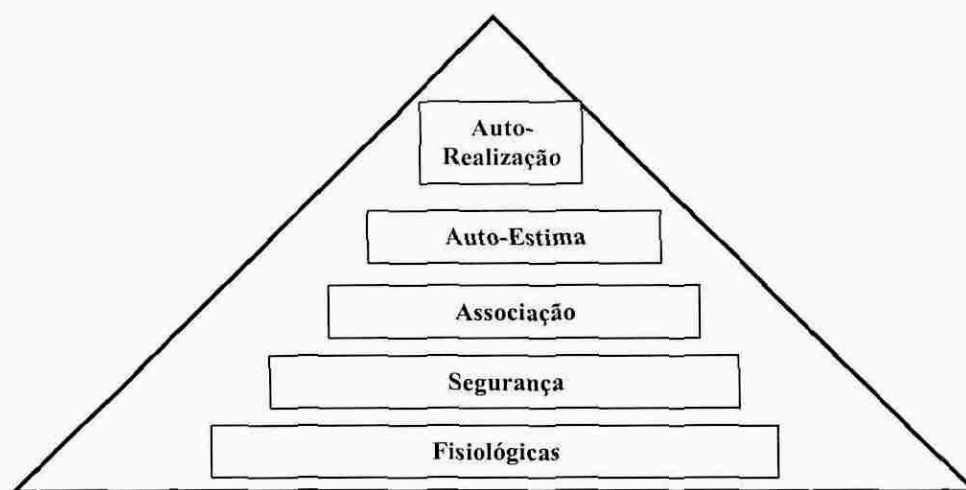 Auto-
Realização
Auto-Estima
Associação
Segurança
Fisiológicas